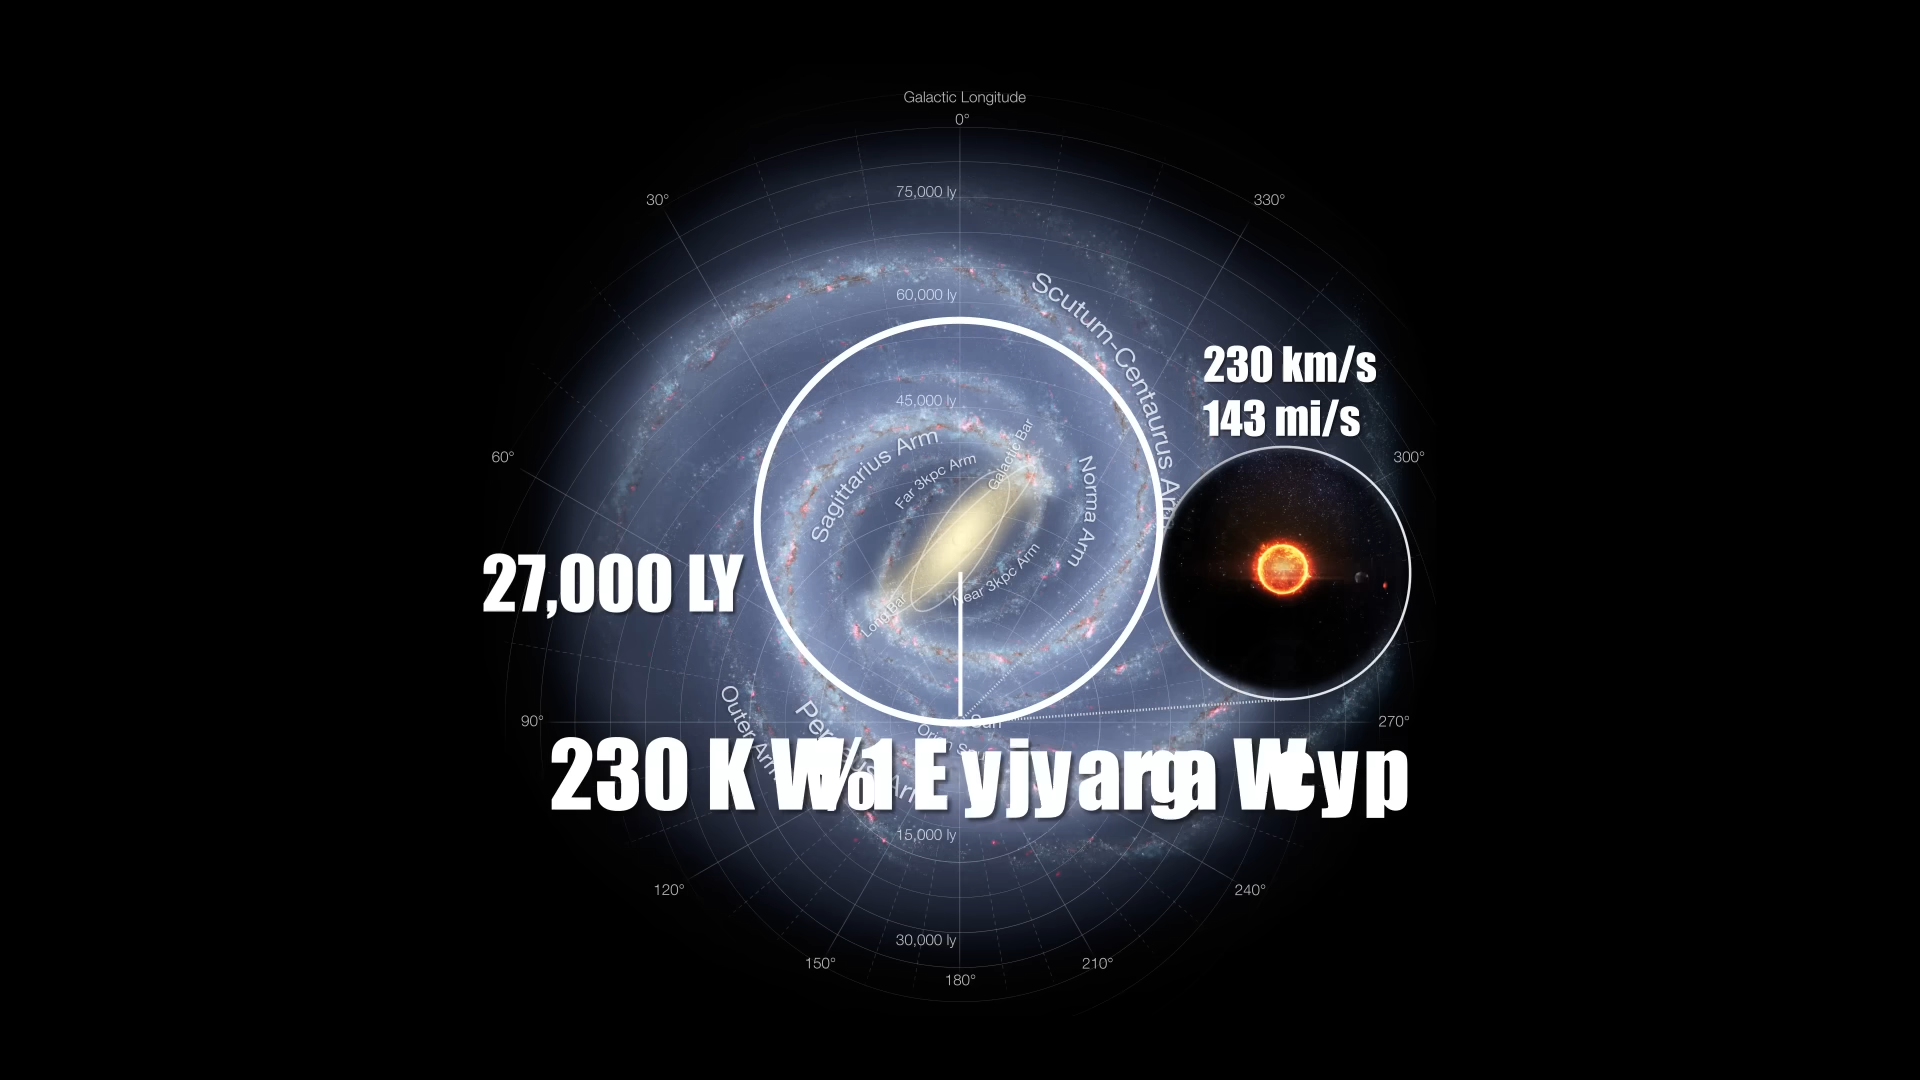 Galactic Longitude
0°
75,000 ly
30°
330°
60,000 ly
Scutum-Centaurus Arm
230 km/s
143 mi/s
45,000 ly
Sagittarius Arm
Far 3kpc Arm
Galactic Bar
Norma Arm
60°
300°
27,000 LY
Near 3kpc Arm
Long Bar
90°
Sun
270°
Outer Arm
230
15,000 ly
120°
240°
30,000 ly
150°
210°
180°